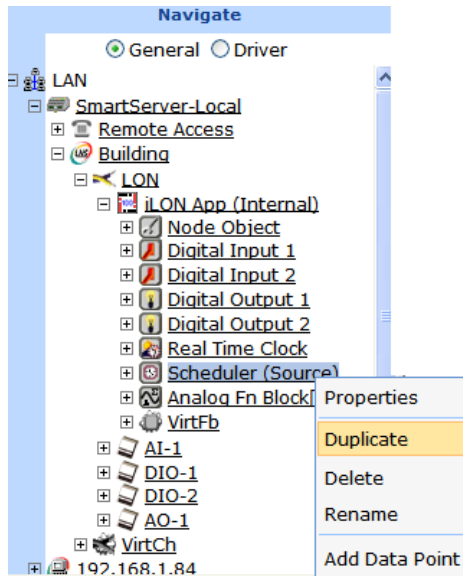 Navigate
General Driver
LAN
SmartServer-Local
Remote Access
Building
LON
iLON App (Internal)
Node Object
Digital Input 1
Digital Input 2
Digital Output 1
Digital Output 2
Real Time Clock
Scheduler (Source)
Analog Fn Block[
VirtFb
AI-1
DIO-1
DIO-2
AO-1
VirtCh
192.168.1.84
Properties
Duplicate
Delete
Rename
Add Data Point